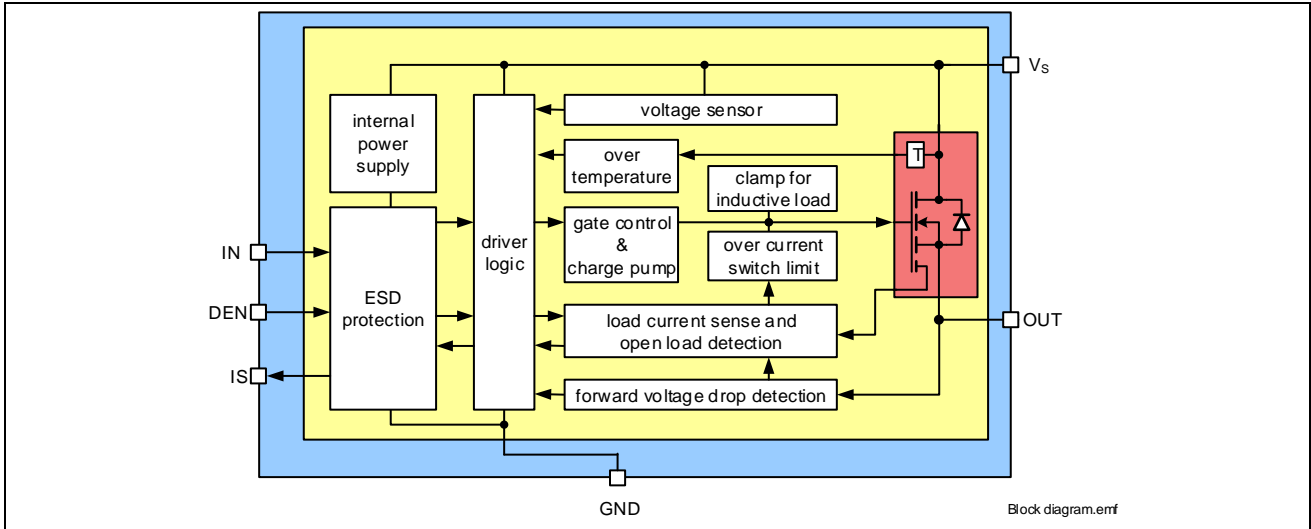 VS
voltage sensor
internal
power
supply
over
temperature
T
clamp for
inductive load
gate control
&
charge pump
driver
logic
over current
switch limit
IN
ESD
protection
DEN
load current sense and
open load detection
OUT
IS
forward voltage drop detection
GND
Block diagram.emf